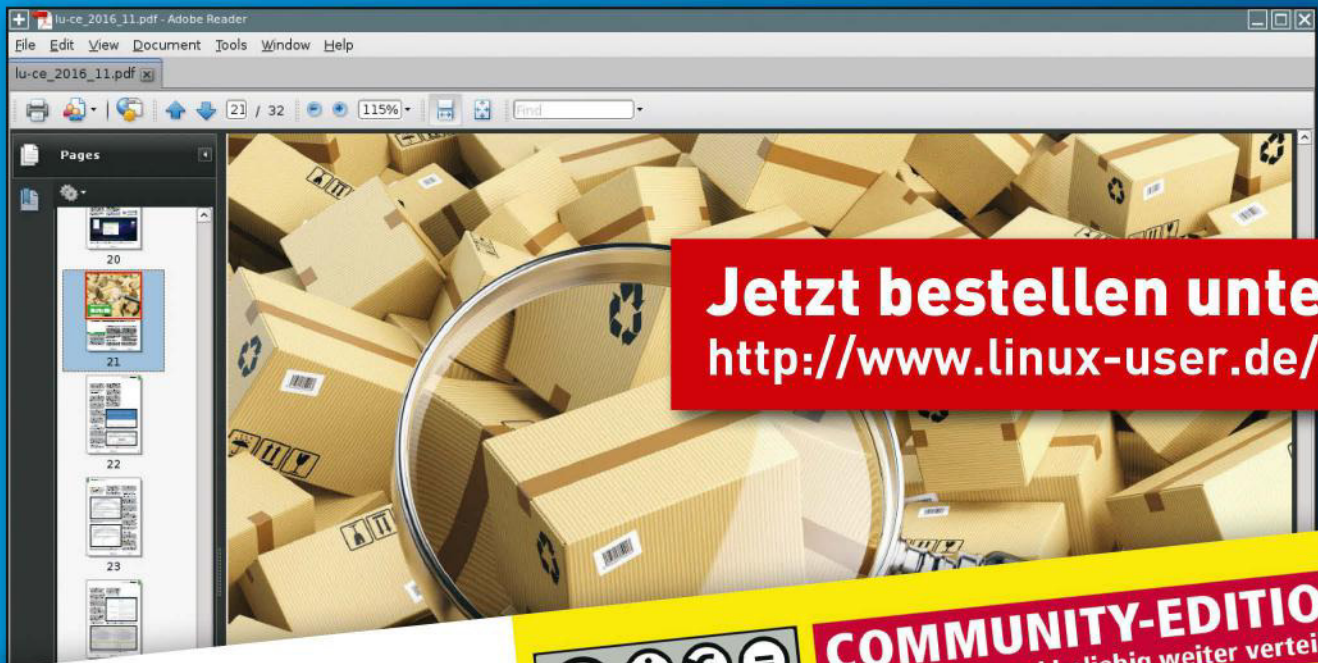 lu-ce_2016_11.pdf - Adobe Reader
File Edit View Document Tools Window Help
lu-ce_2016_11.pdf
21 / 32 115% Find
Pages
20
21
22
23
Jetzt bestellen unte
http://www.linux-user.de/
COMMUNITY-EDITIO
weiter vertei